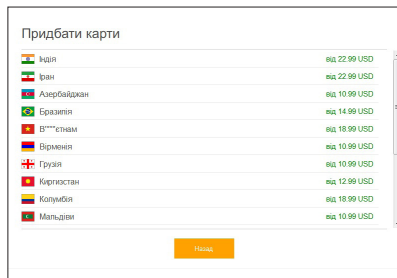 Придбати карти
Індія від 22.99 USD
Іран від 22.99 USD
Азербайджан від 10.99 USD
Бразилія від 14.99 USD
В""єтнам від 18.99 USD
Вірменія від 10.99 USD
Грузія від 10.99 USD
Киргизстан від 12.99 USD
Колумбія від 18.99 USD
Мальдіви від 10.99 USD
Назад